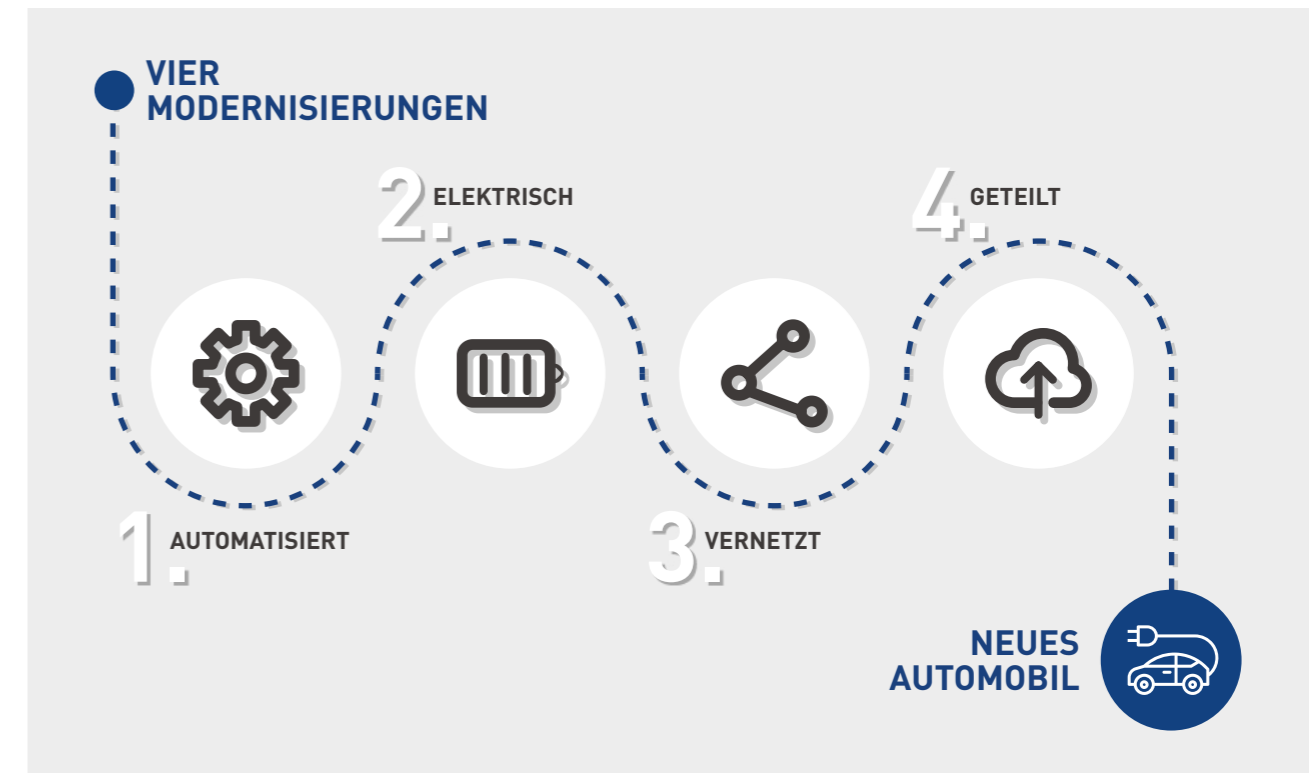 VIER
MODERNISIERUNGEN
1. AUTOMATISIERT
2. ELEKTRISCH
3. VERNETZT
4. GETEILT
NEUES
AUTOMOBIL